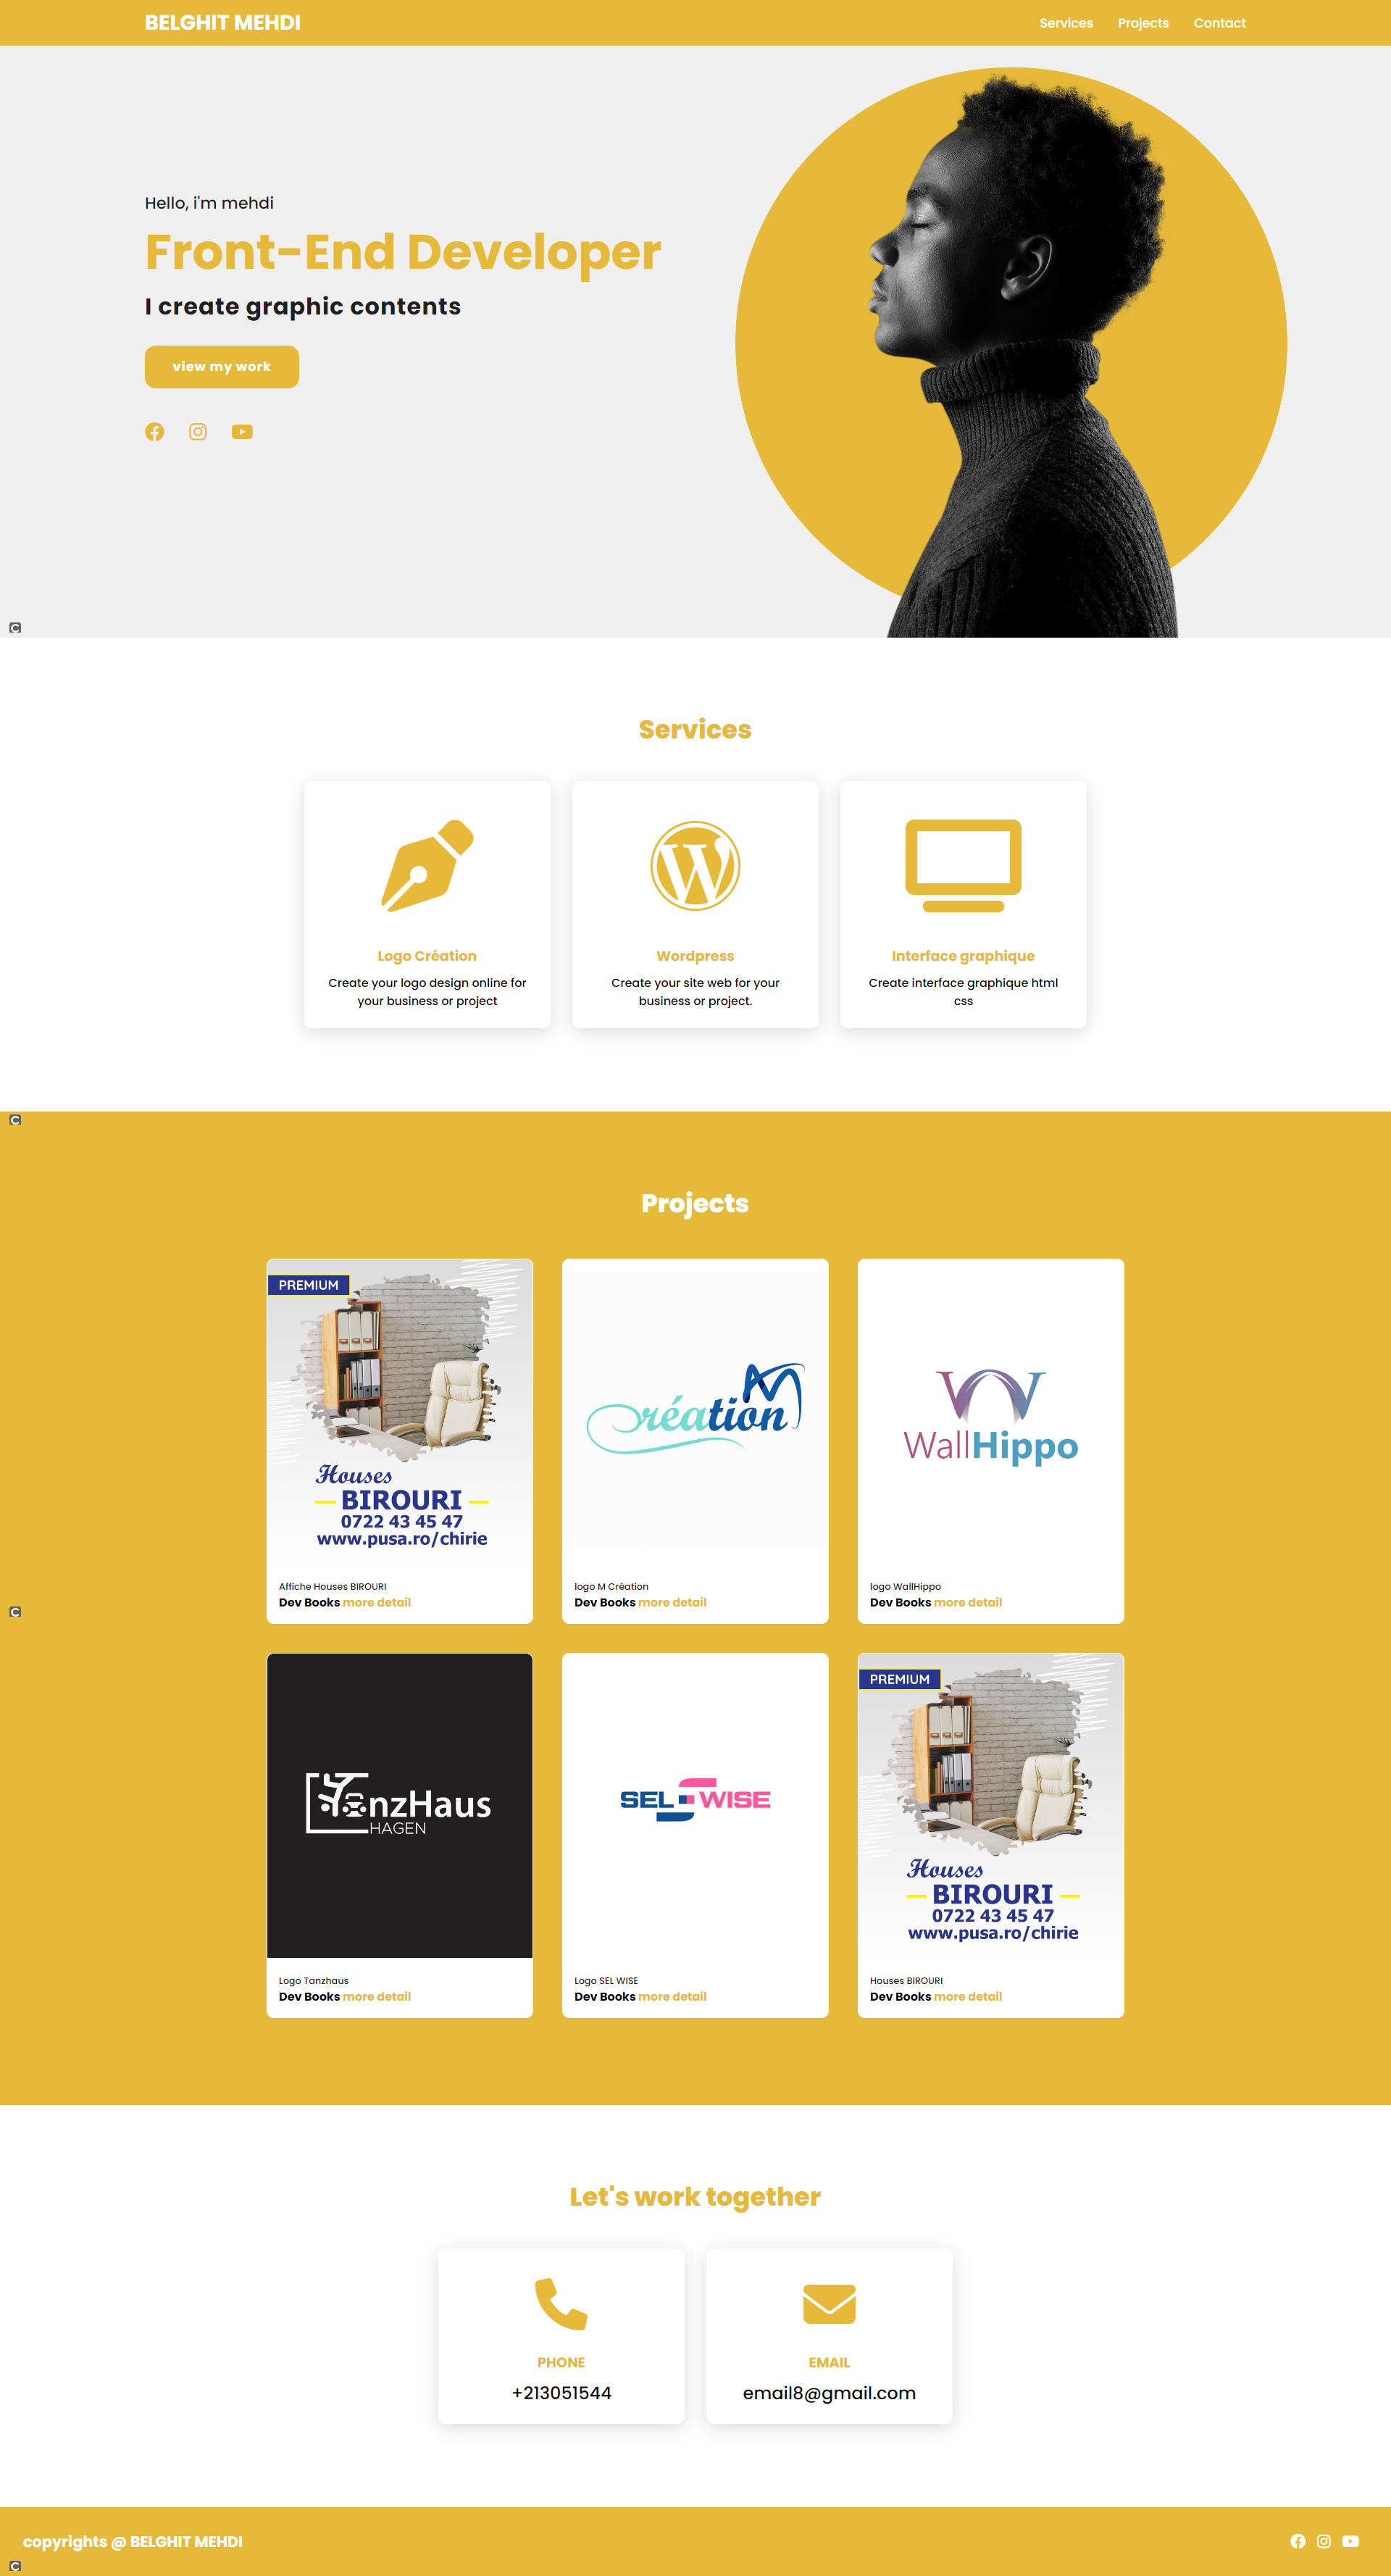 BELGHIT MEHDI
Services Projects Contact
Hello, i'm mehdi
Front-End Developer
I create graphic contents
view my work
Services
Logo Création
Create your logo design online for
your business or project
Wordpress
Create your site web for your
business or project.
Interface graphique
Create interface graphique html
css
Projects
PREMIUM
Houses
BIROURI
0722 43 45 47
www.pusa.ro/chirie
Affiche Houses BIROURI
Dev Books more detail
Création M
logo M Création
Dev Books more detail
W
WallHippo
logo WallHippo
Dev Books more detail
TanzHaus
HAGEN
Logo Tanzhaus
Dev Books more detail
SEL WISE
Logo SEL WISE
Dev Books more detail
PREMIUM
Houses
BIROURI
0722 43 45 47
www.pusa.ro/chirie
Houses BIROURI
Dev Books more detail
Let's work together
PHONE
+213051544
EMAIL
email8@gmail.com
copyrights @ BELGHIT MEHDI